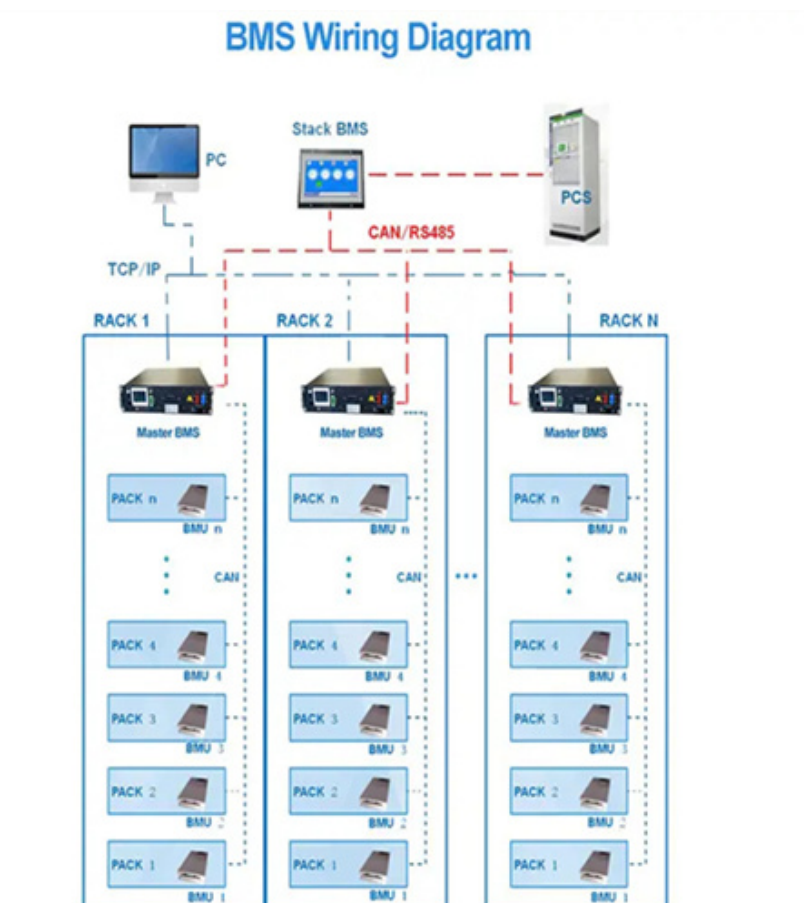 BMS Wiring Diagram
Stack BMS
PC
PCS
CAN/RS485
TCP/IP
RACK 1
RACK 2
RACK N
Master BMS
Master BMS
Master BMS
PACK n
PACK n
PACK n
BMU n
BMU n
BMU n
CAN
CAN
CAN
PACK 4
PACK 4
PACK 4
BMU 4
BMU 4
BMU 4
PACK 3
PACK 3
PACK 3
BMU 3
BMU 3
BMU 3
PACK 2
PACK 2
PACK 2
BMU 2
BMU 2
BMU 2
PACK 1
PACK 1
PACK 1
BMU 1
BMU 1
BMU 1